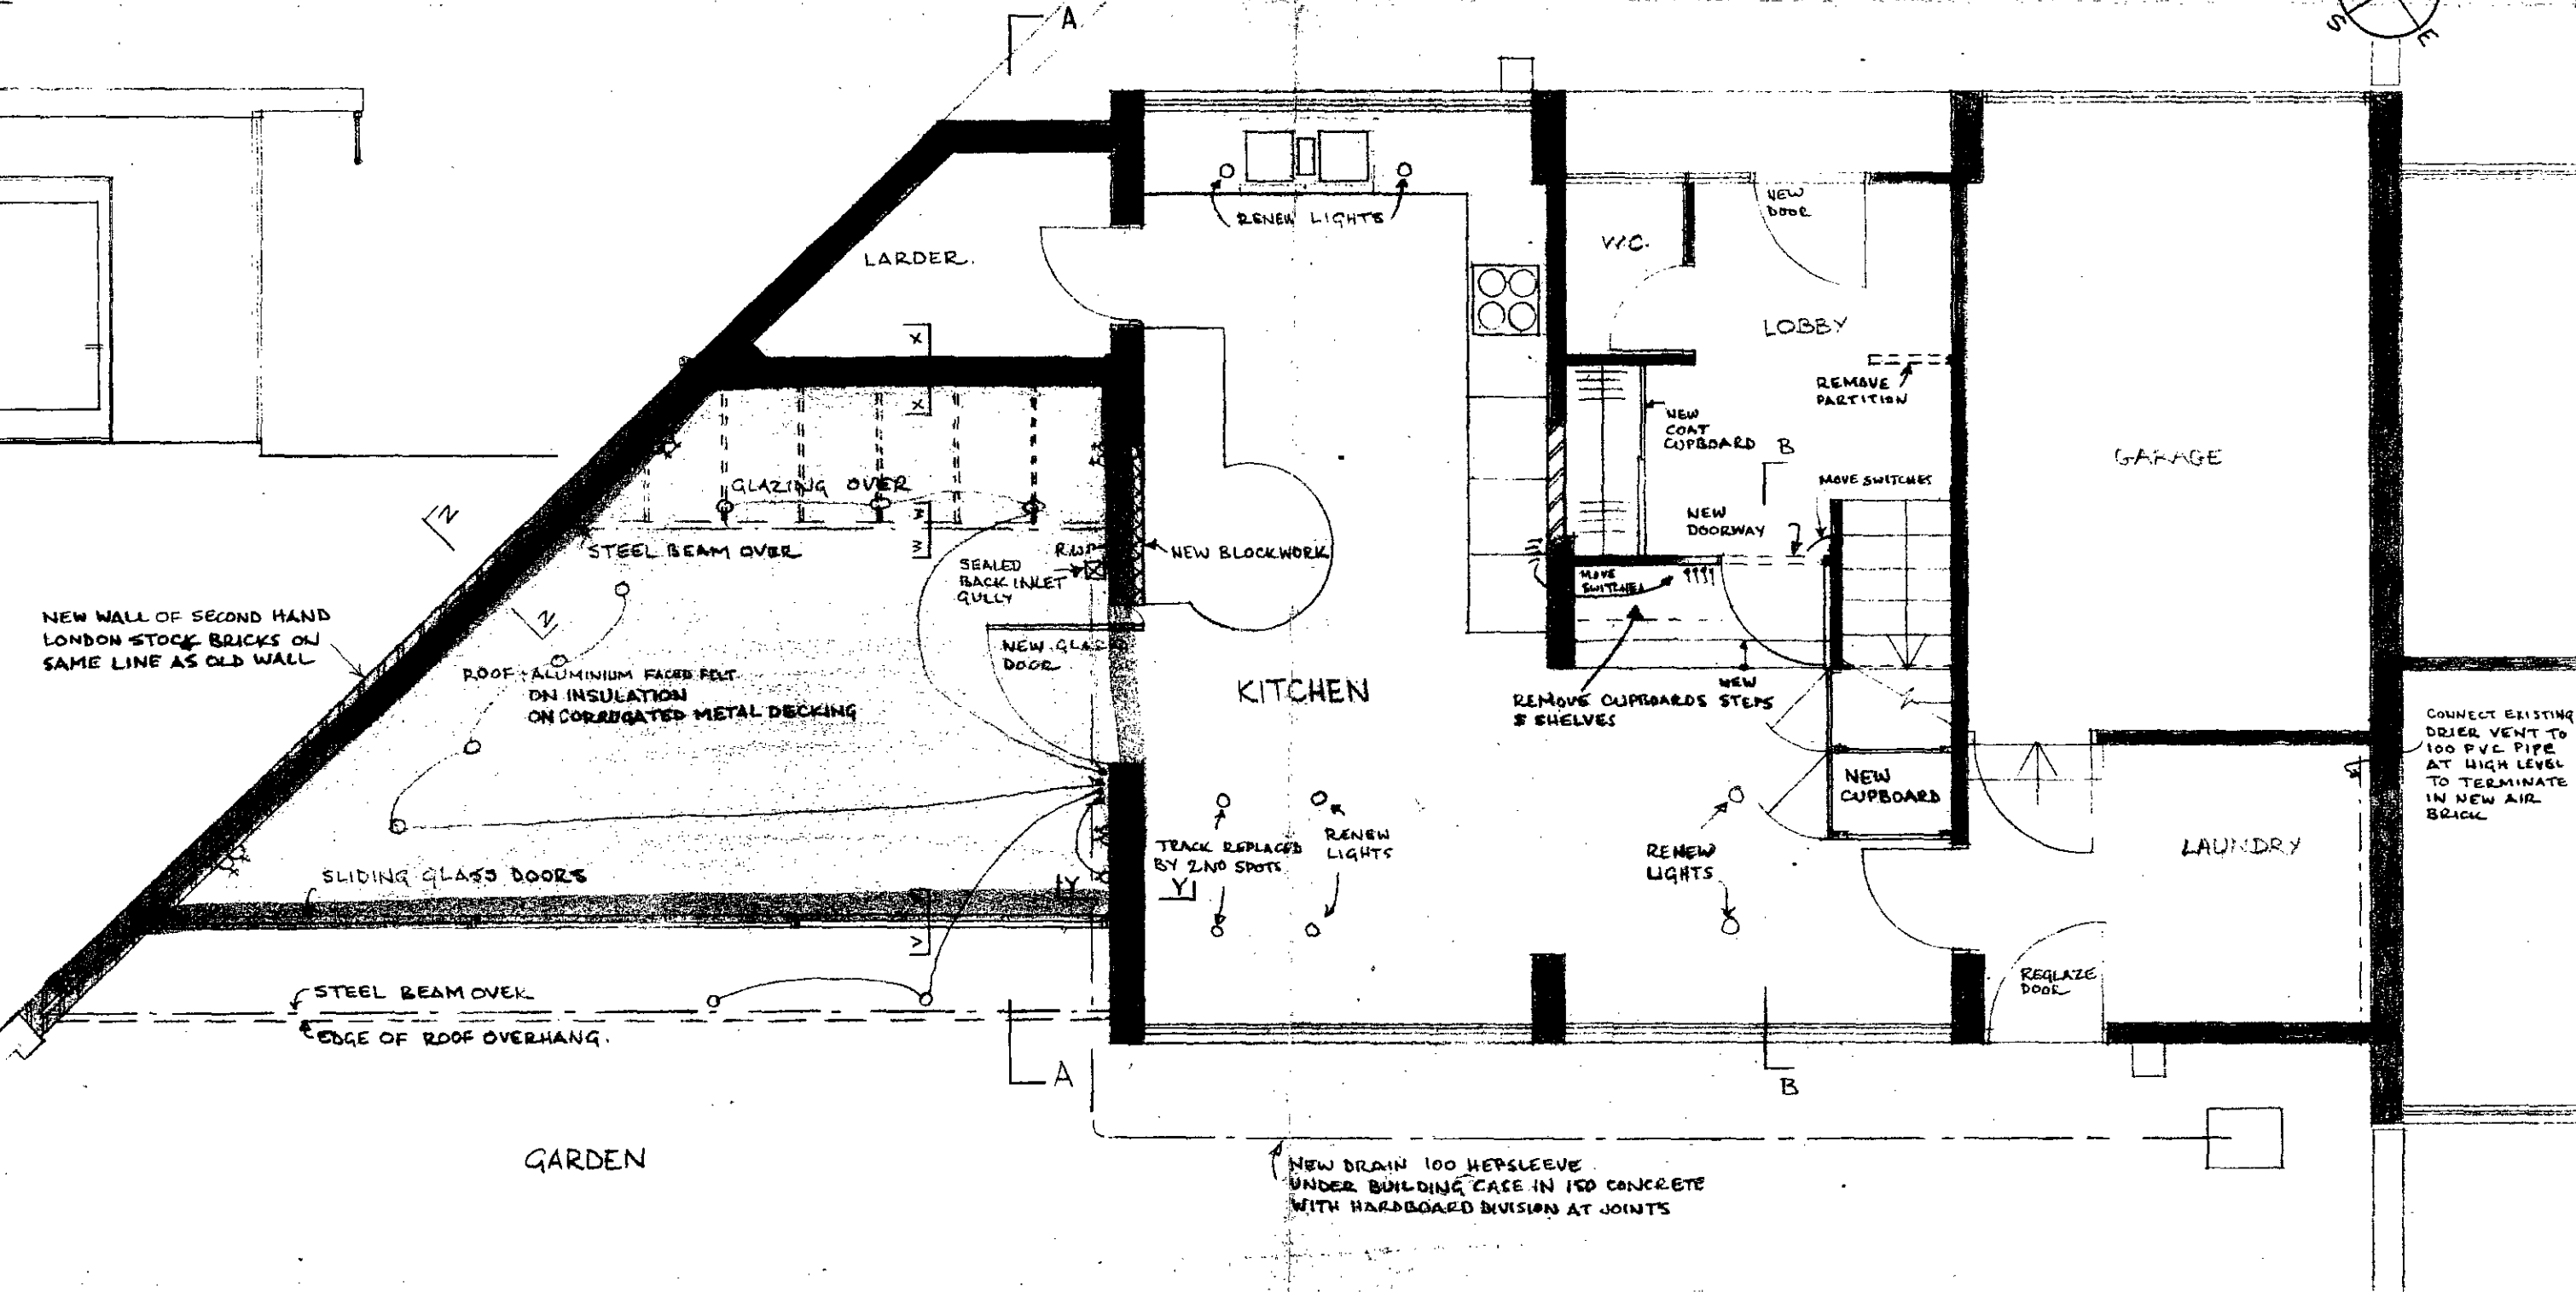 A
S
E
RENEW LIGHTS
NEW
DOOR
W.C.
LARDER.
LOBBY
X
X
REMOVE
PARTITION
NEW
COAT
CUPBOARD
B
GARAGE
MOVE SWITCHES
GLAZING OVER
NEW
DOORWAY
Z
W
W
STEEL BEAM OVER
R.W.P
NEW BLOCKWORK
SEALED
BACK INLET
GULLY
MOVE
SWITCHES
Z
NEW WALL OF SECOND HAND
LONDON STOCK BRICKS ON
SAME LINE AS OLD WALL
NEW GLAZED
DOOR
ROOF - ALUMINIUM FACED FELT
ON INSULATION
ON CORRUGATED METAL DECKING
KITCHEN
NEW
STEPS
REMOVE CUPBOARDS
& SHELVES
CONNECT EXISTING
DRIER VENT TO
100 PVC PIPE
AT HIGH LEVEL
TO TERMINATE
IN NEW AIR
BRICK
NEW
CUPBOARD
TRACK REPLACED
BY 2 NO SPOTS
RENEW
LIGHTS
RENEW
LIGHTS
LAUNDRY
SLIDING GLASS DOORS
Y
Y
V
REGLAZE
DOOR
STEEL BEAM OVER
EDGE OF ROOF OVERHANG.
A
B
GARDEN
NEW DRAIN 100 HEPSLEEVE
UNDER BUILDING CASE IN 150 CONCRETE
WITH HARDBOARD DIVISION AT JOINTS